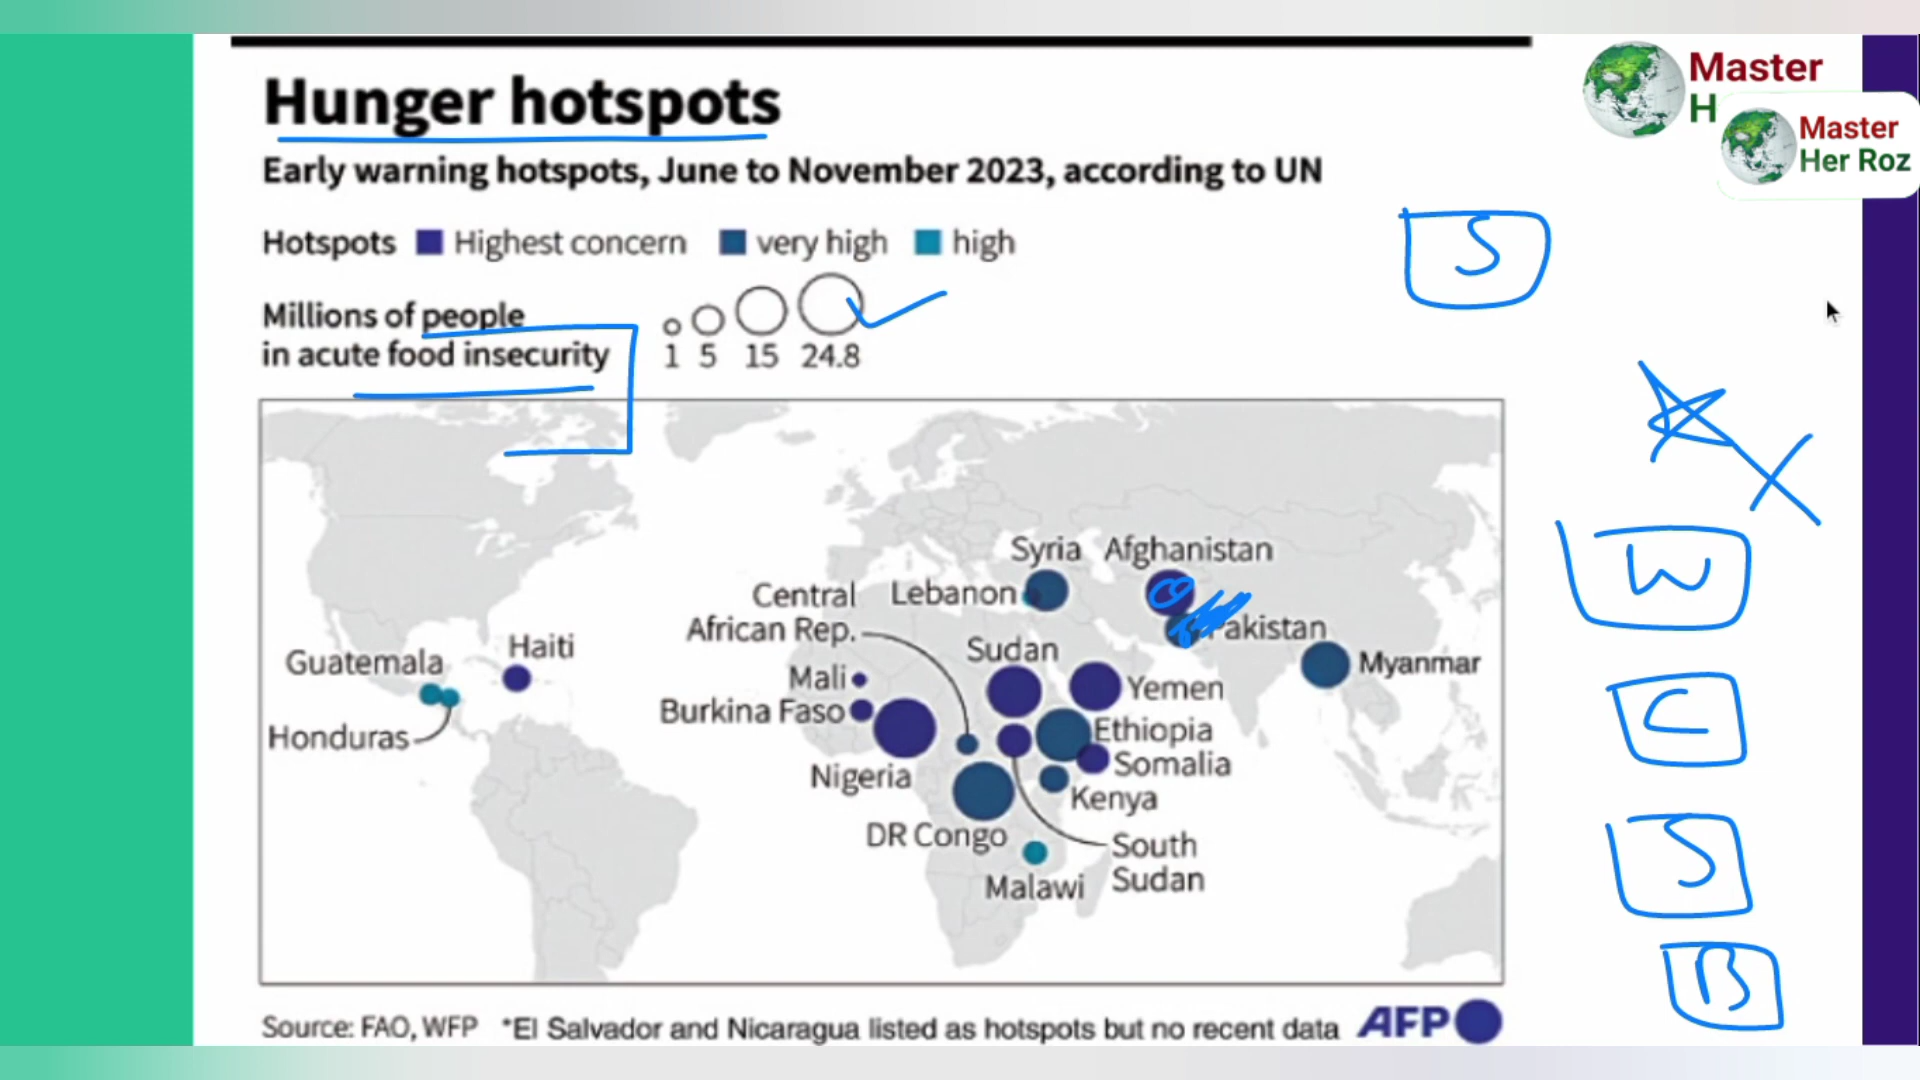 Master
H
Master
Her Roz
Hunger hotspots
Early warning hotspots, June to November 2023, according to UN
Hotspots Highest concern very high high
Millions of people
in acute food insecurity
1 5 15 24.8
S
W
C
S
B
Syria Afghanistan
Central Lebanon
African Rep.
Pakistan
Haiti
Guatemala
Sudan
Mali
Yemen
Myanmar
Burkina Faso
Honduras
Ethiopia
Somalia
Nigeria
Kenya
DR Congo
South
Sudan
Malawi
Source: FAO, WFP *El Salvador and Nicaragua listed as hotspots but no recent data AFP